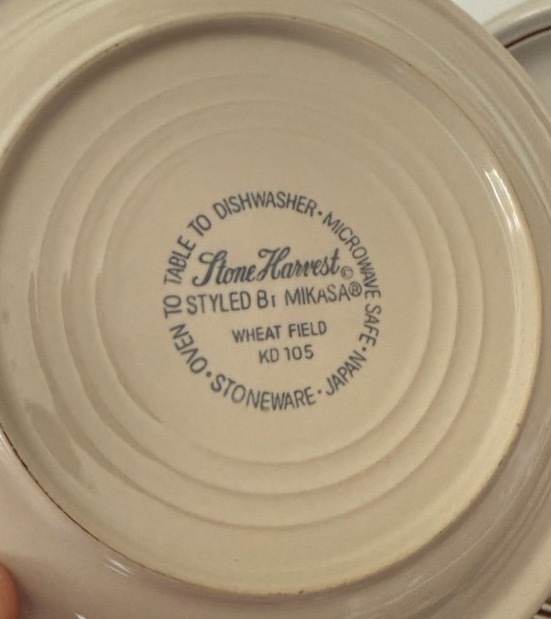 OVEN TO TABLE TO DISHWASHER · MICROWAVE SAFE · JAPAN · STONEWARE ·
Stone Harvest ©
STYLED BY MIKASA®
WHEAT FIELD
KD 105